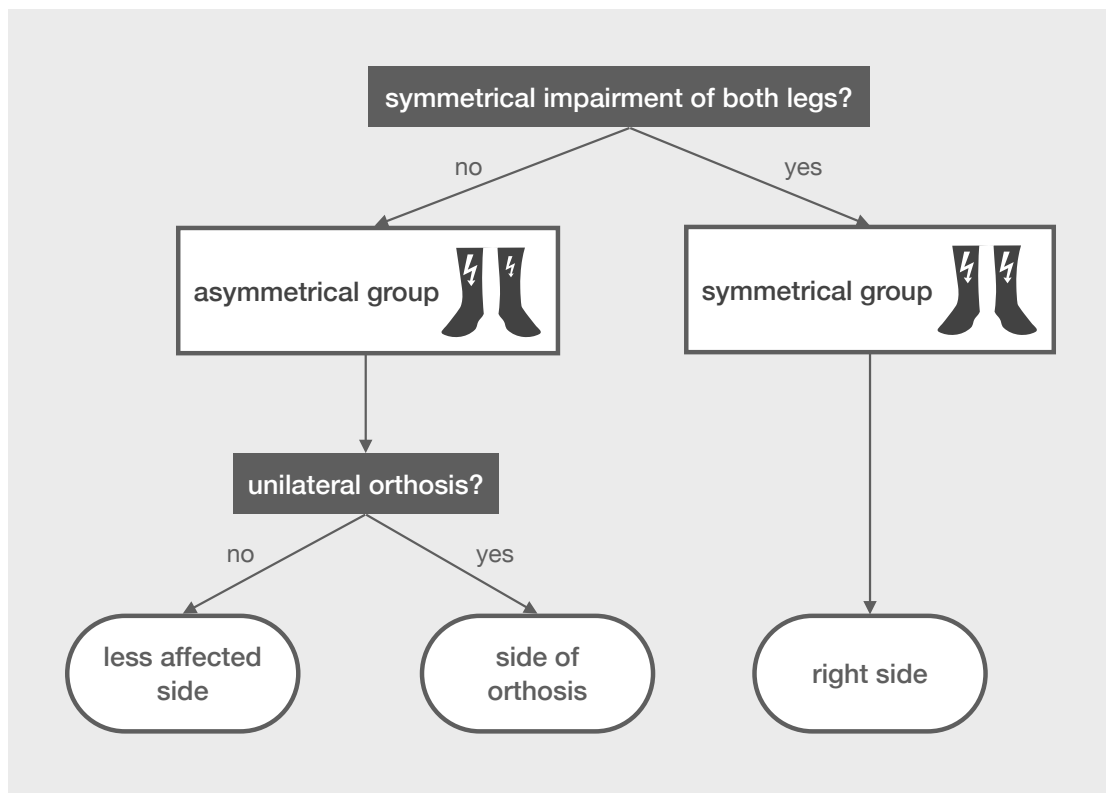 symmetrical impairment of both legs?
no
yes
asymmetrical group
symmetrical group
unilateral orthosis?
no
yes
less affected
side
side of
orthosis
right side